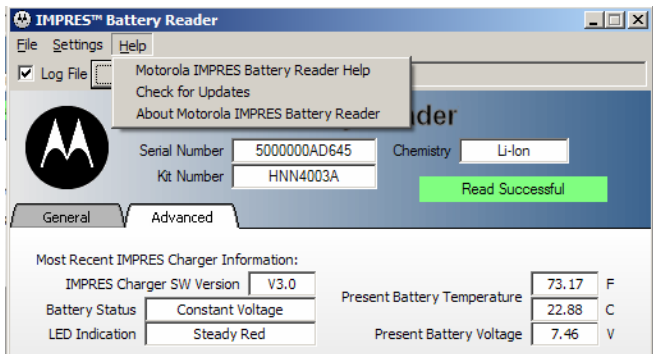 IMPRES™ Battery Reader
File Settings Help
Log File
Motorola IMPRES Battery Reader Help
Check for Updates
About Motorola IMPRES Battery Reader
ader
Serial Number 5000000AD645 Chemistry Li-Ion
Kit Number HNN4003A
Read Successful
General Advanced
Most Recent IMPRES Charger Information:
IMPRES Charger SW Version V3.0
Present Battery Temperature 73.17 F
22.88 C
Battery Status Constant Voltage
LED Indication Steady Red
Present Battery Voltage 7.46 V